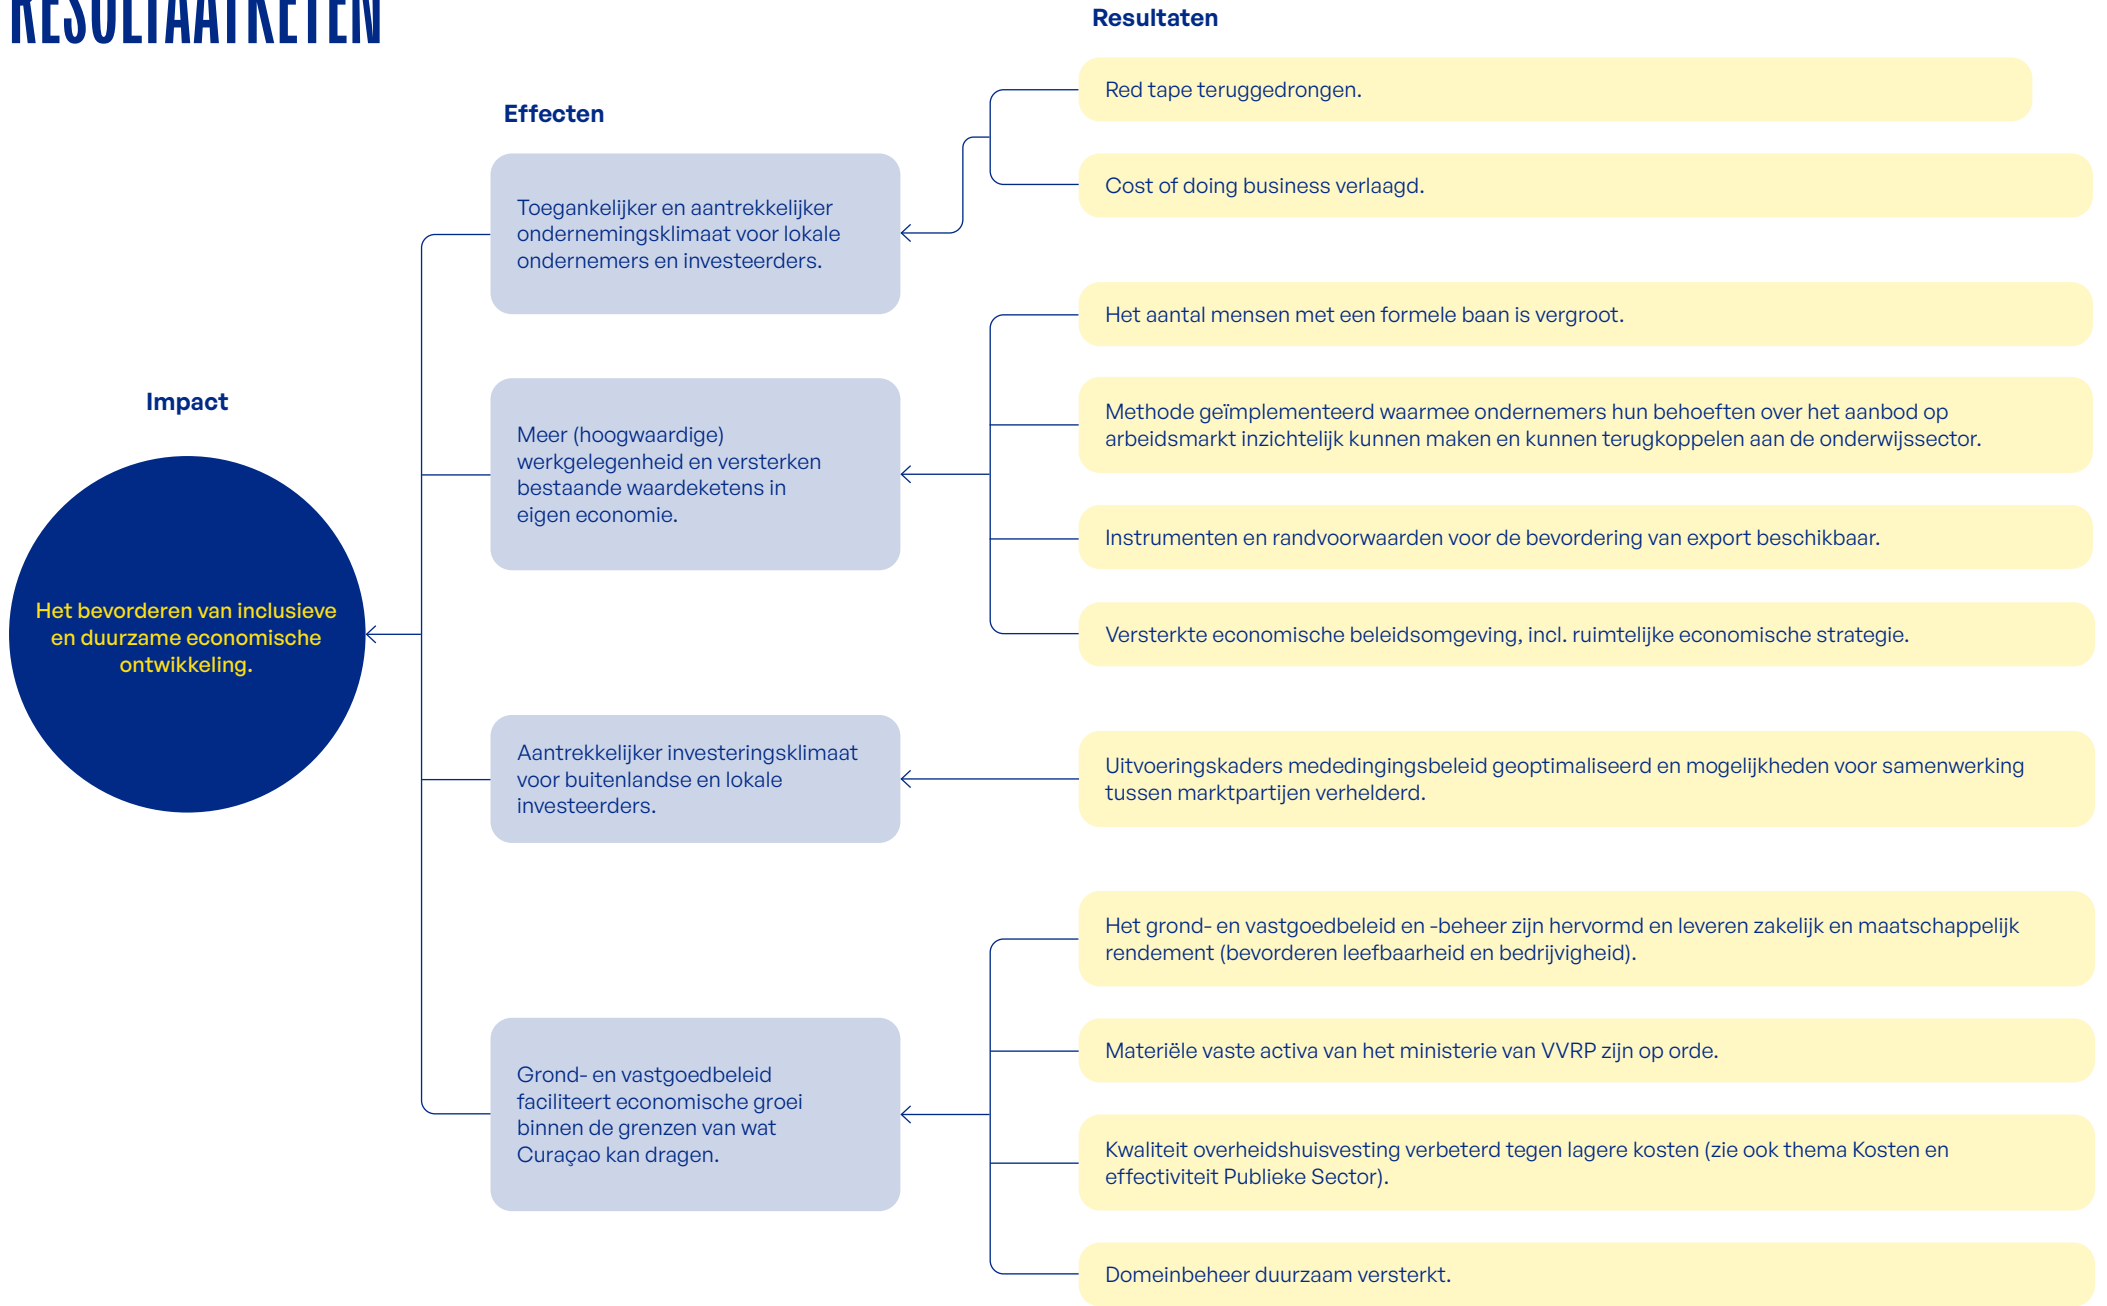 RESULTAATKETEN
Resultaten
Effecten
Impact
Het bevorderen van inclusieve
en duurzame economische
ontwikkeling.
Toegankelijker en aantrekkelijker
ondernemingsklimaat voor lokale
ondernemers en investeerders.
Red tape teruggedrongen.
Cost of doing business verlaagd.
Meer (hoogwaardige)
werkgelegenheid en versterken
bestaande waardeketens in
eigen economie.
Het aantal mensen met een formele baan is vergroot.
Methode geïmplementeerd waarmee ondernemers hun behoeften over het aanbod op
arbeidsmarkt inzichtelijk kunnen maken en kunnen terugkoppelen aan de onderwijssector.
Instrumenten en randvoorwaarden voor de bevordering van export beschikbaar.
Versterkte economische beleidsomgeving, incl. ruimtelijke economische strategie.
Aantrekkelijker investeringsklimaat
voor buitenlandse en lokale
investeerders.
Uitvoeringskaders mededingingsbeleid geoptimaliseerd en mogelijkheden voor samenwerking
tussen marktpartijen verhelderd.
Grond- en vastgoedbeleid
faciliteert economische groei
binnen de grenzen van wat
Curaçao kan dragen.
Het grond- en vastgoedbeleid en -beheer zijn hervormd en leveren zakelijk en maatschappelijk
rendement (bevorderen leefbaarheid en bedrijvigheid).
Materiële vaste activa van het ministerie van VVRP zijn op orde.
Kwaliteit overheidshuisvesting verbeterd tegen lagere kosten (zie ook thema Kosten en
effectiviteit Publieke Sector).
Domeinbeheer duurzaam versterkt.